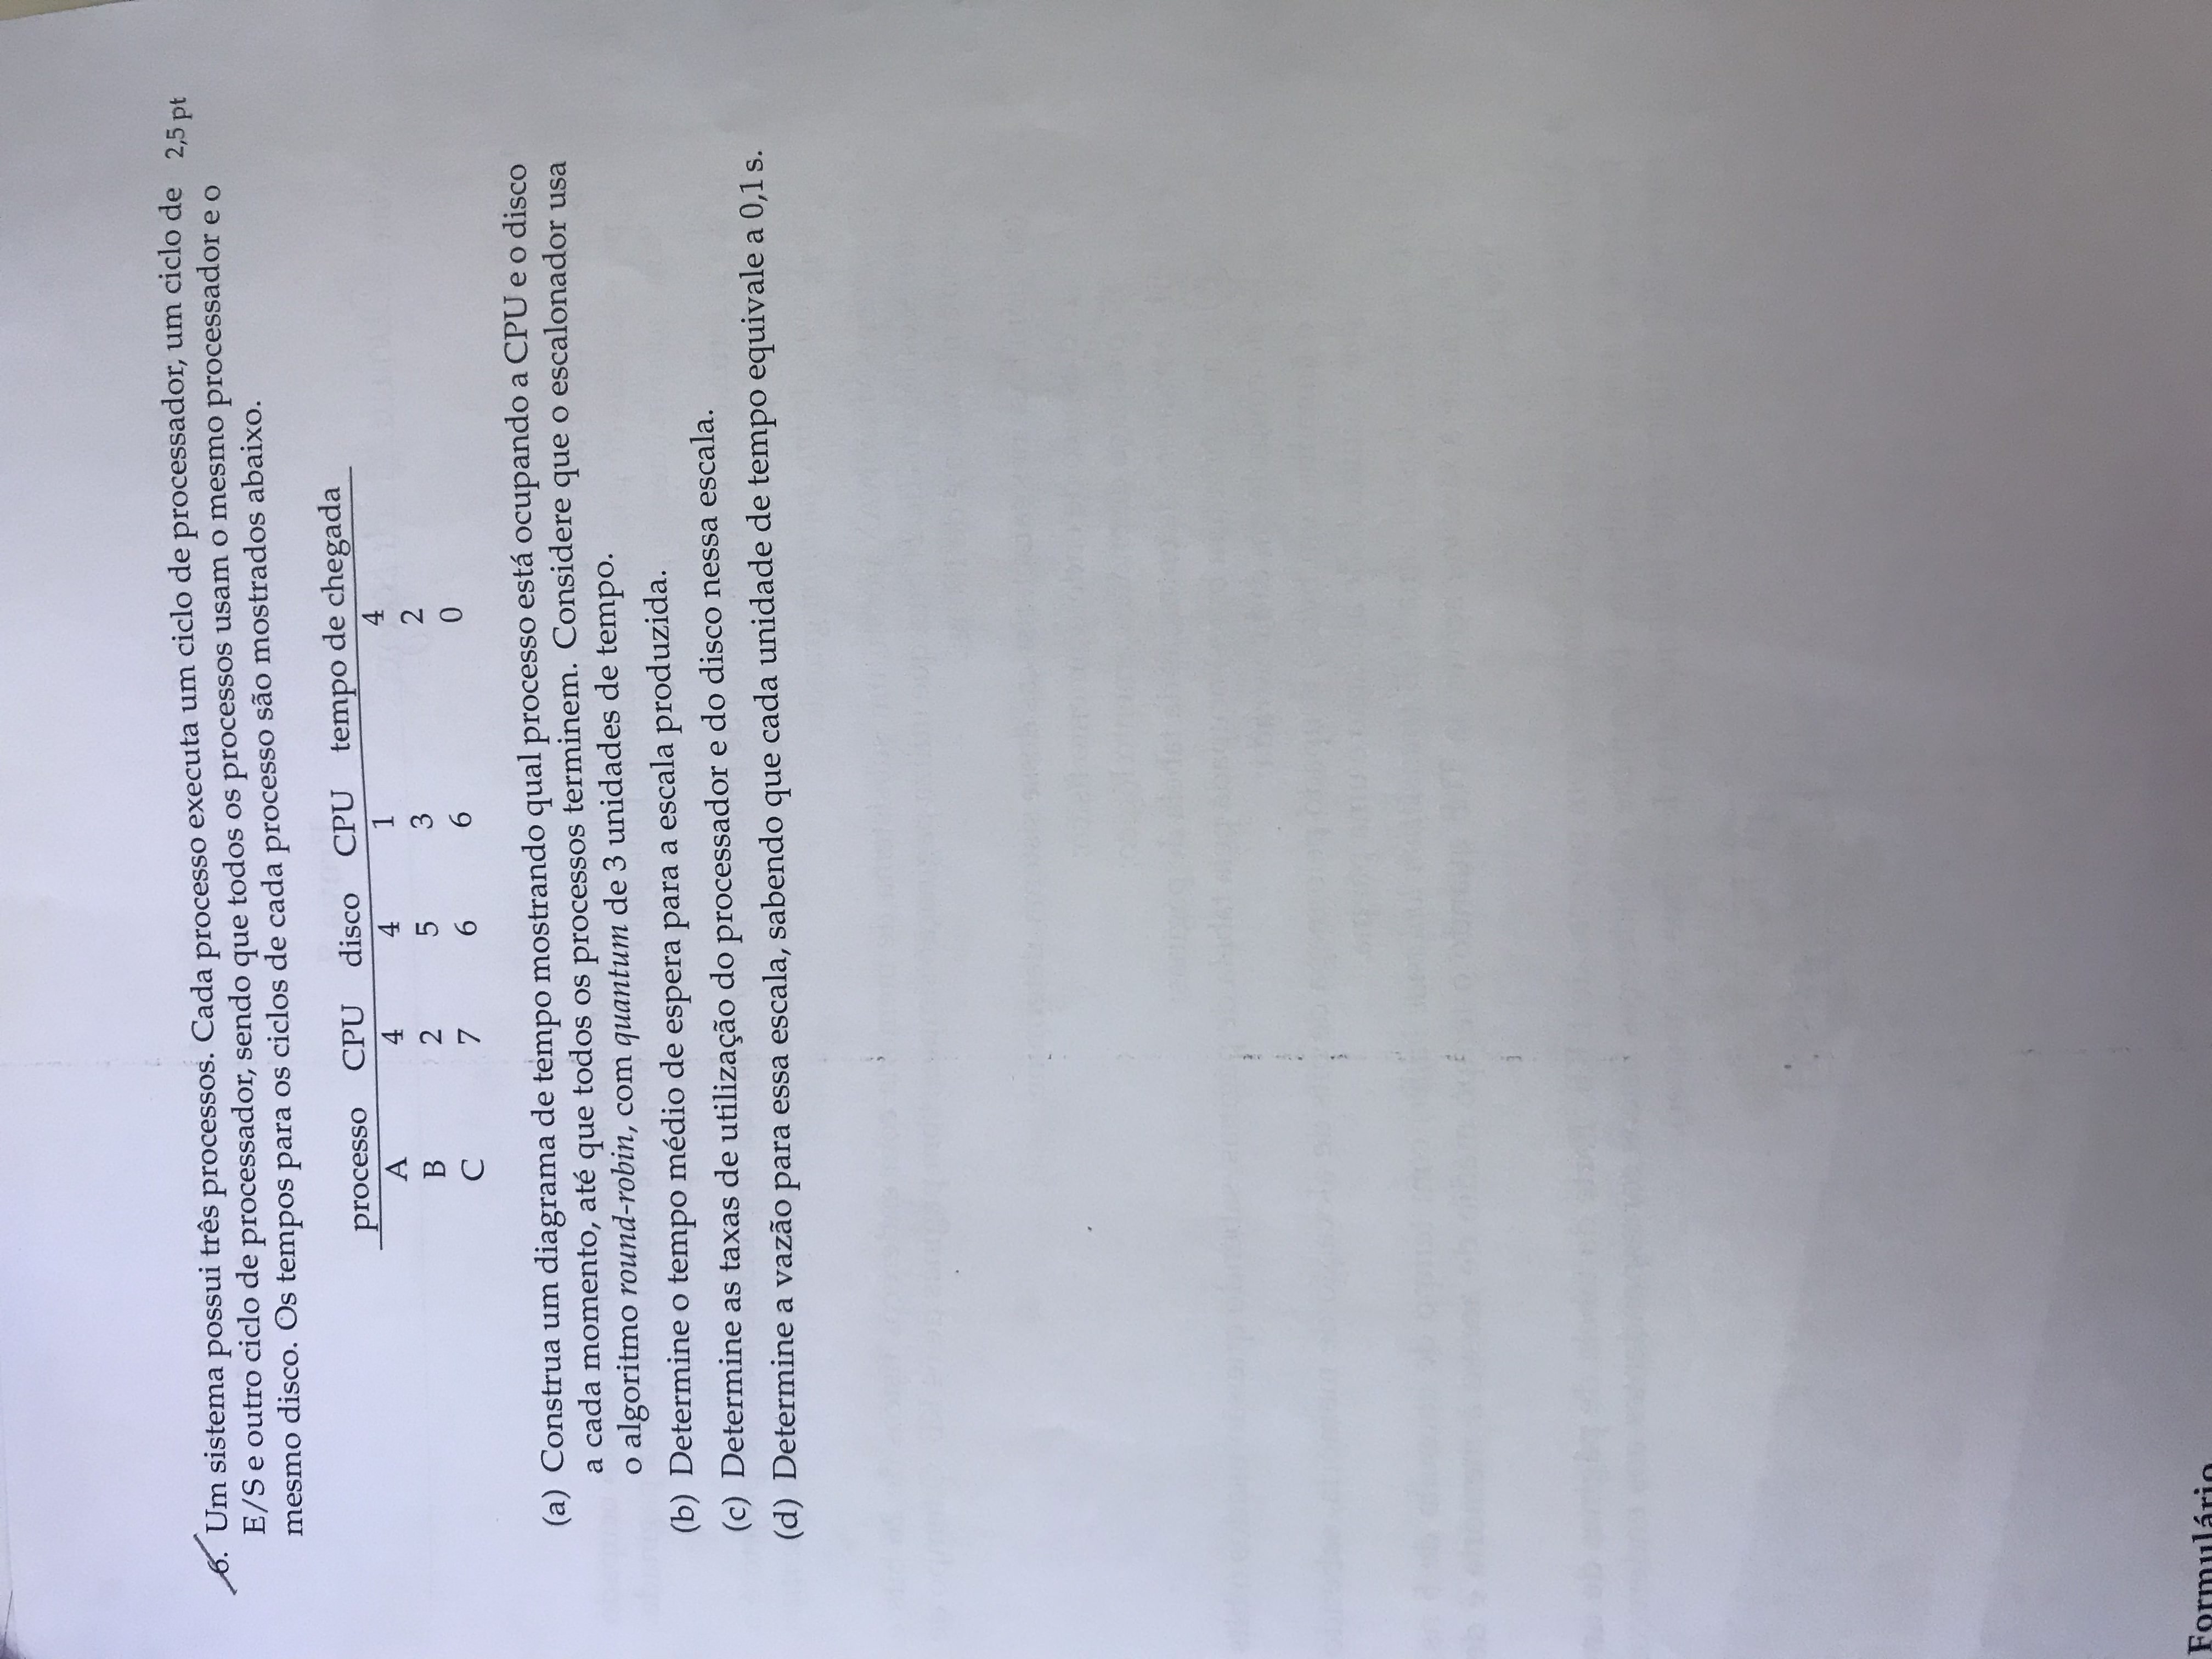 6. Um sistema possui três processos. Cada processo executa um ciclo de processador, um ciclo de 2,5 pt
E/S e outro ciclo de processador, sendo que todos os processos usam o mesmo processador e o
mesmo disco. Os tempos para os ciclos de cada processo são mostrados abaixo.
processo CPU disco CPU tempo de chegada
A 4 4 1 4
B 2 5 3 2
C 7 6 6 0
(a) Construa um diagrama de tempo mostrando qual processo está ocupando a CPU e o disco
a cada momento, até que todos os processos terminem. Considere que o escalonador usa
o algoritmo round-robin, com quantum de 3 unidades de tempo.
(b) Determine o tempo médio de espera para a escala produzida.
(c) Determine as taxas de utilização do processador e do disco nessa escala.
(d) Determine a vazão para essa escala, sabendo que cada unidade de tempo equivale a 0,1 s.
Formulário